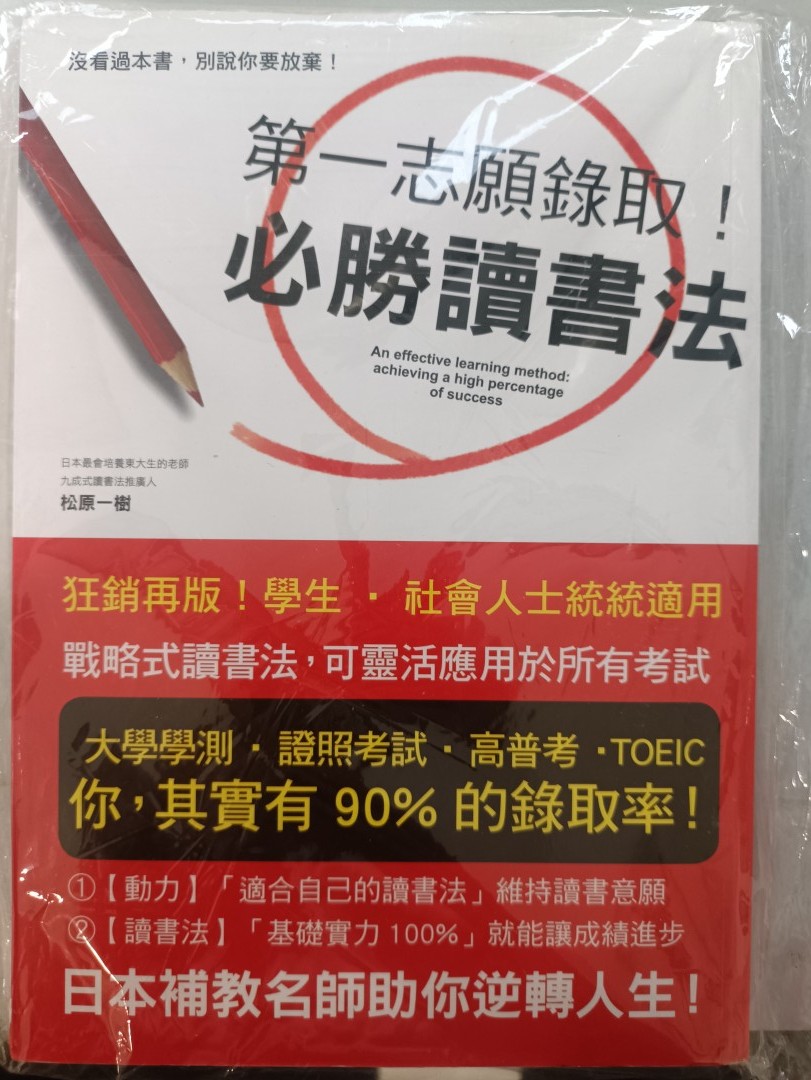 沒看過本書，別說你要放棄！
第一志願錄取！
必勝讀書法
An effective learning method:
achieving a high percentage
of success
日本最會培養東大生的老師
九成式讀書法推廣人
松原一樹
狂銷再版！學生 · 社會人士統統適用
戰略式讀書法，可靈活應用於所有考試
大學學測 · 證照考試 · 高普考 · TOEIC
你，其實有 90% 的錄取率！
①【動力】「適合自己的讀書法」維持讀書意願
②【讀書法】「基礎實力 100%」就能讓成績進步
日本補教名師助你逆轉人生！